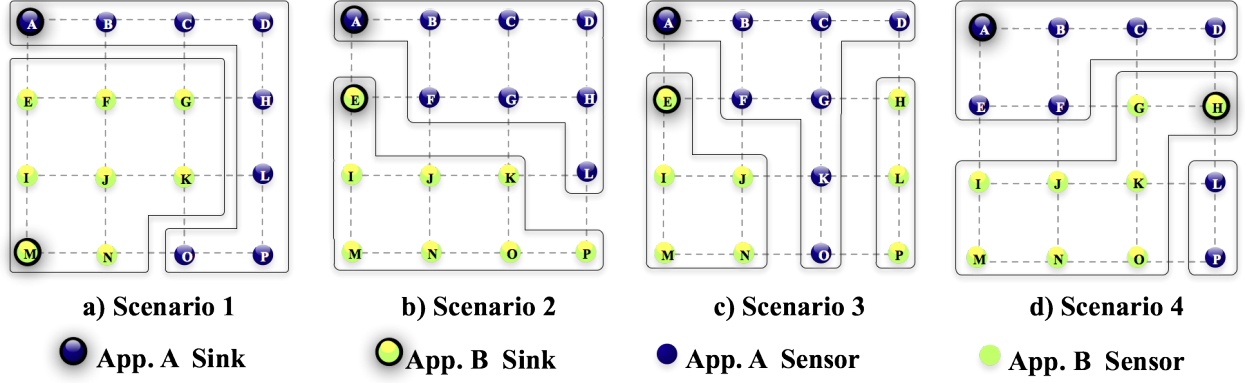 A B C D A B C D A B C D A B C D
E F G H E F G H E F G H E F G H
I J K L I J K L I J K L I J K L
M N O P M N O P M N O P M N O P
a) Scenario 1 b) Scenario 2 c) Scenario 3 d) Scenario 4
App. A Sink App. B Sink App. A Sensor App. B Sensor